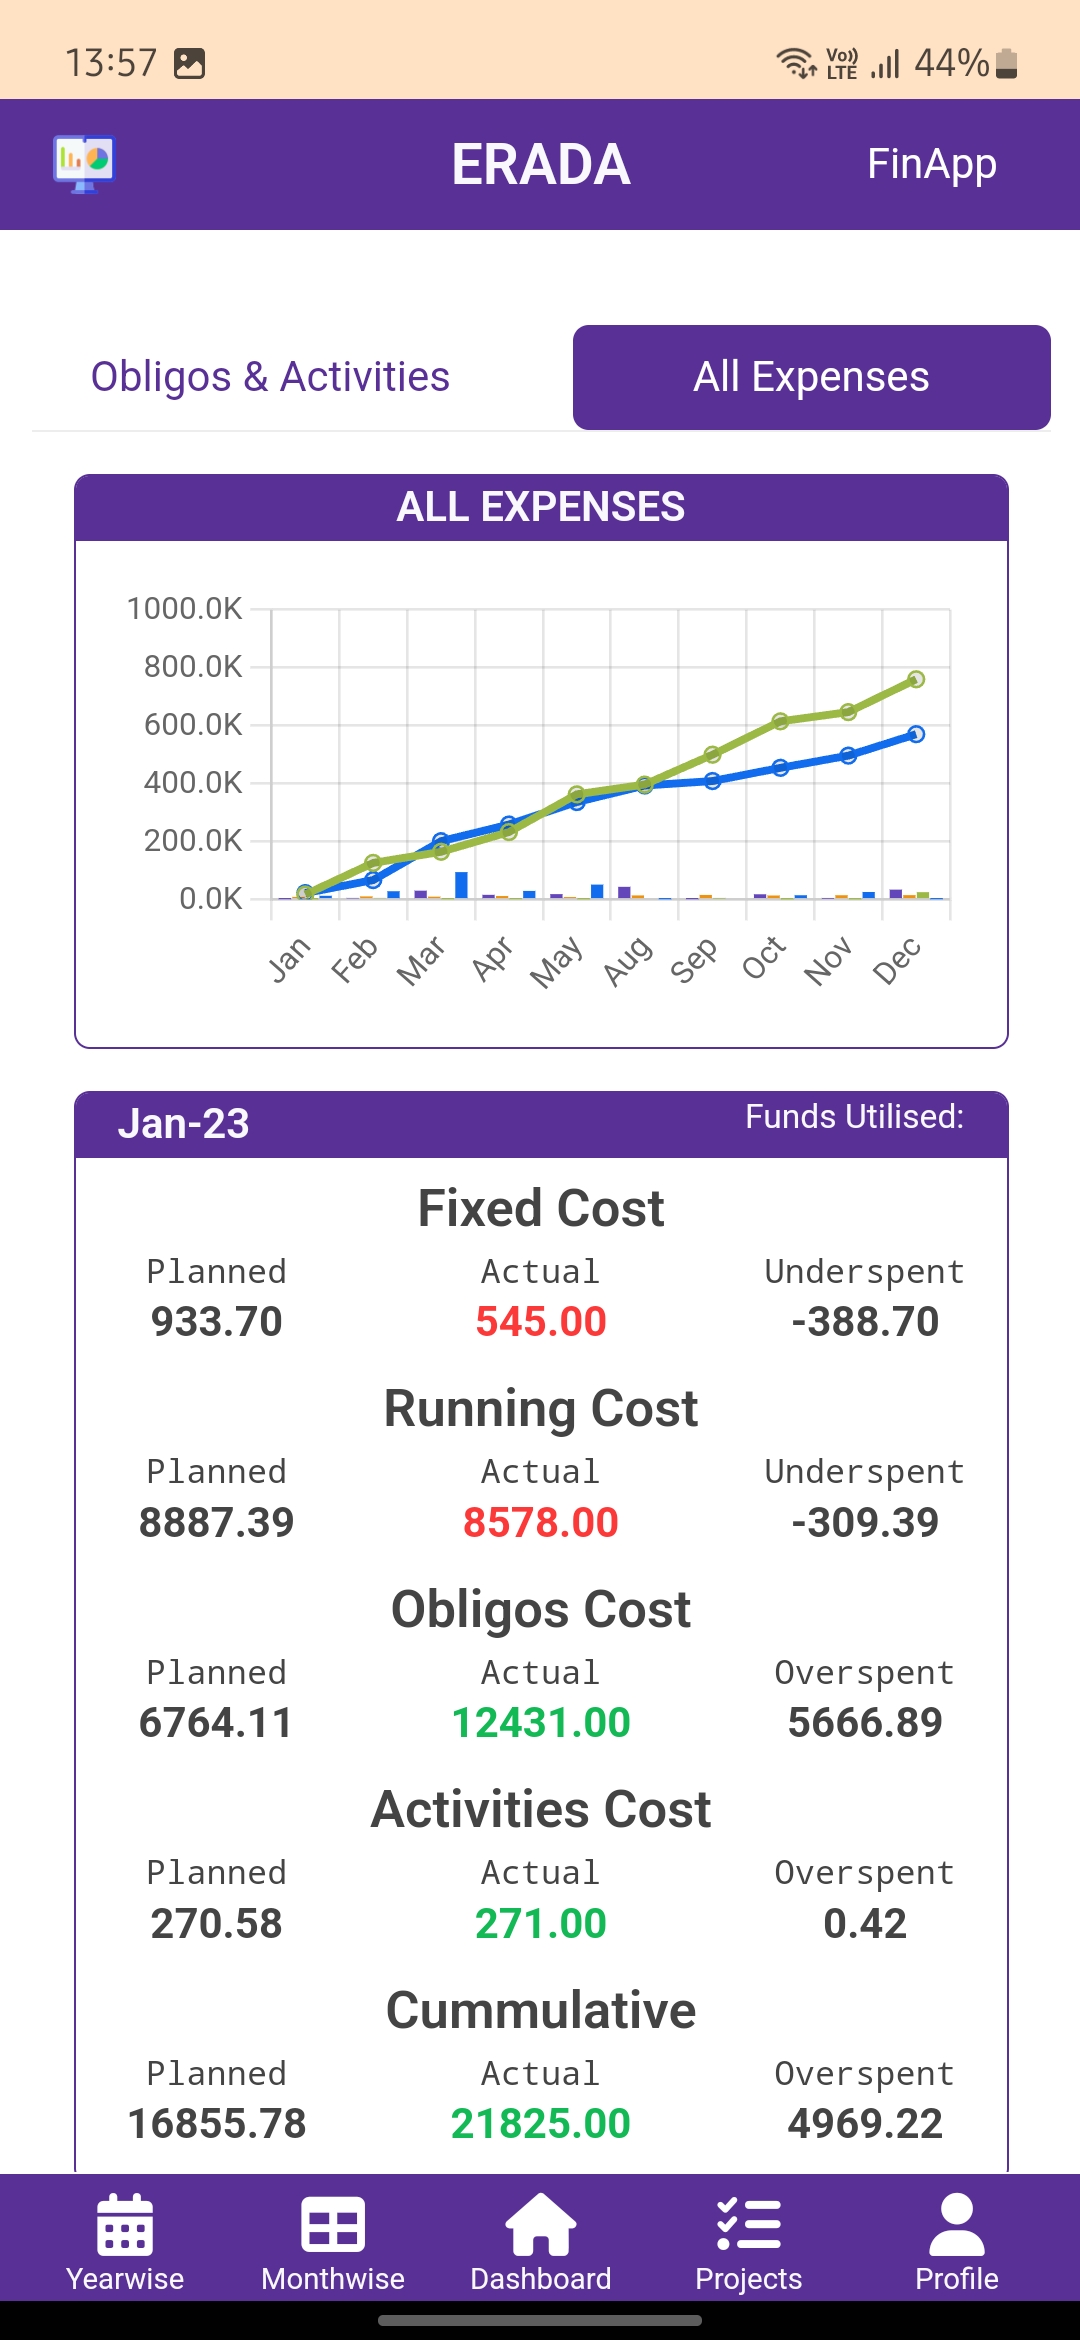 13:57 Vo)) LTE 44%
ERADA FinApp
Obligos & Activities All Expenses
ALL EXPENSES
1000.0K
800.0K
600.0K
400.0K
200.0K
0.0K
Jan Feb Mar Apr May Aug Sep Oct Nov Dec
Jan-23 Funds Utilised:
Fixed Cost
Planned Actual Underspent
933.70 545.00 -388.70
Running Cost
Planned Actual Underspent
8887.39 8578.00 -309.39
Obligos Cost
Planned Actual Overspent
6764.11 12431.00 5666.89
Activities Cost
Planned Actual Overspent
270.58 271.00 0.42
Cummulative
Planned Actual Overspent
16855.78 21825.00 4969.22
Yearwise Monthwise Dashboard Projects Profile